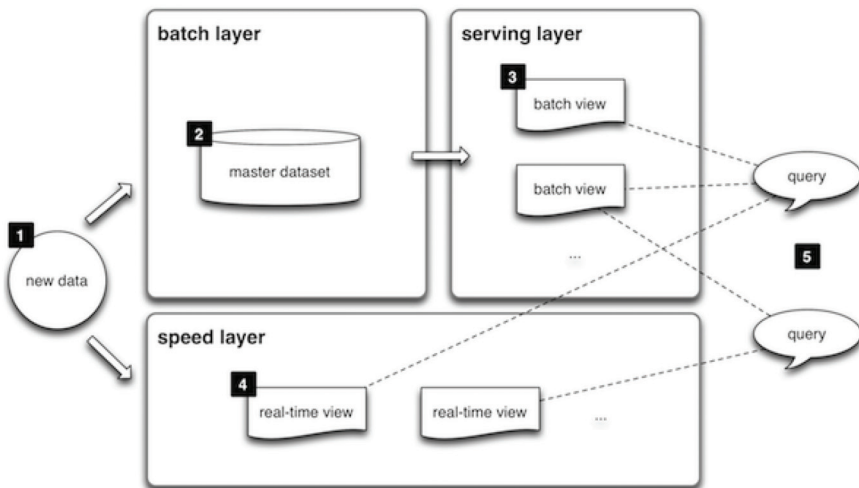 batch layer
serving layer
3
batch view
2
master dataset
batch view
query
1
new data
...
5
speed layer
query
4
real-time view
real-time view
...